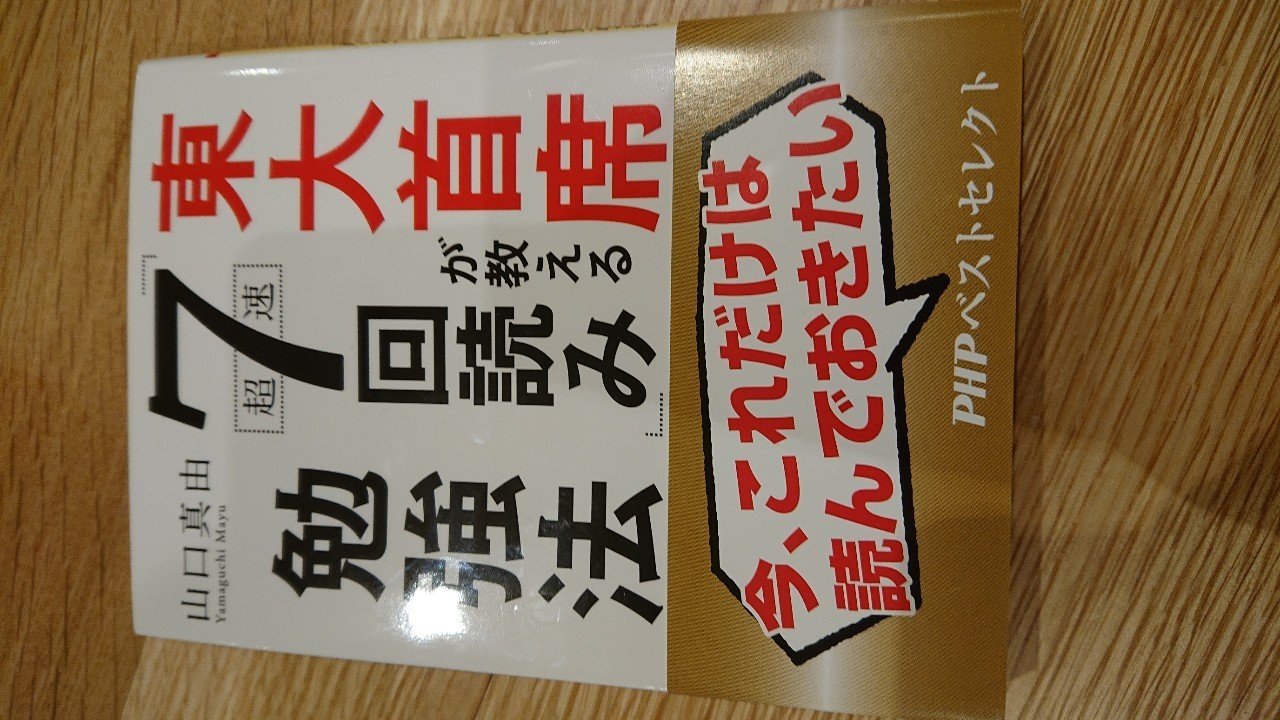 東大首席
が教える
超速
「7回読み」
勉強法
山口真由
Yamaguchi Mayu
今、これだけは
読んでおきたい
PHPベストセレクト